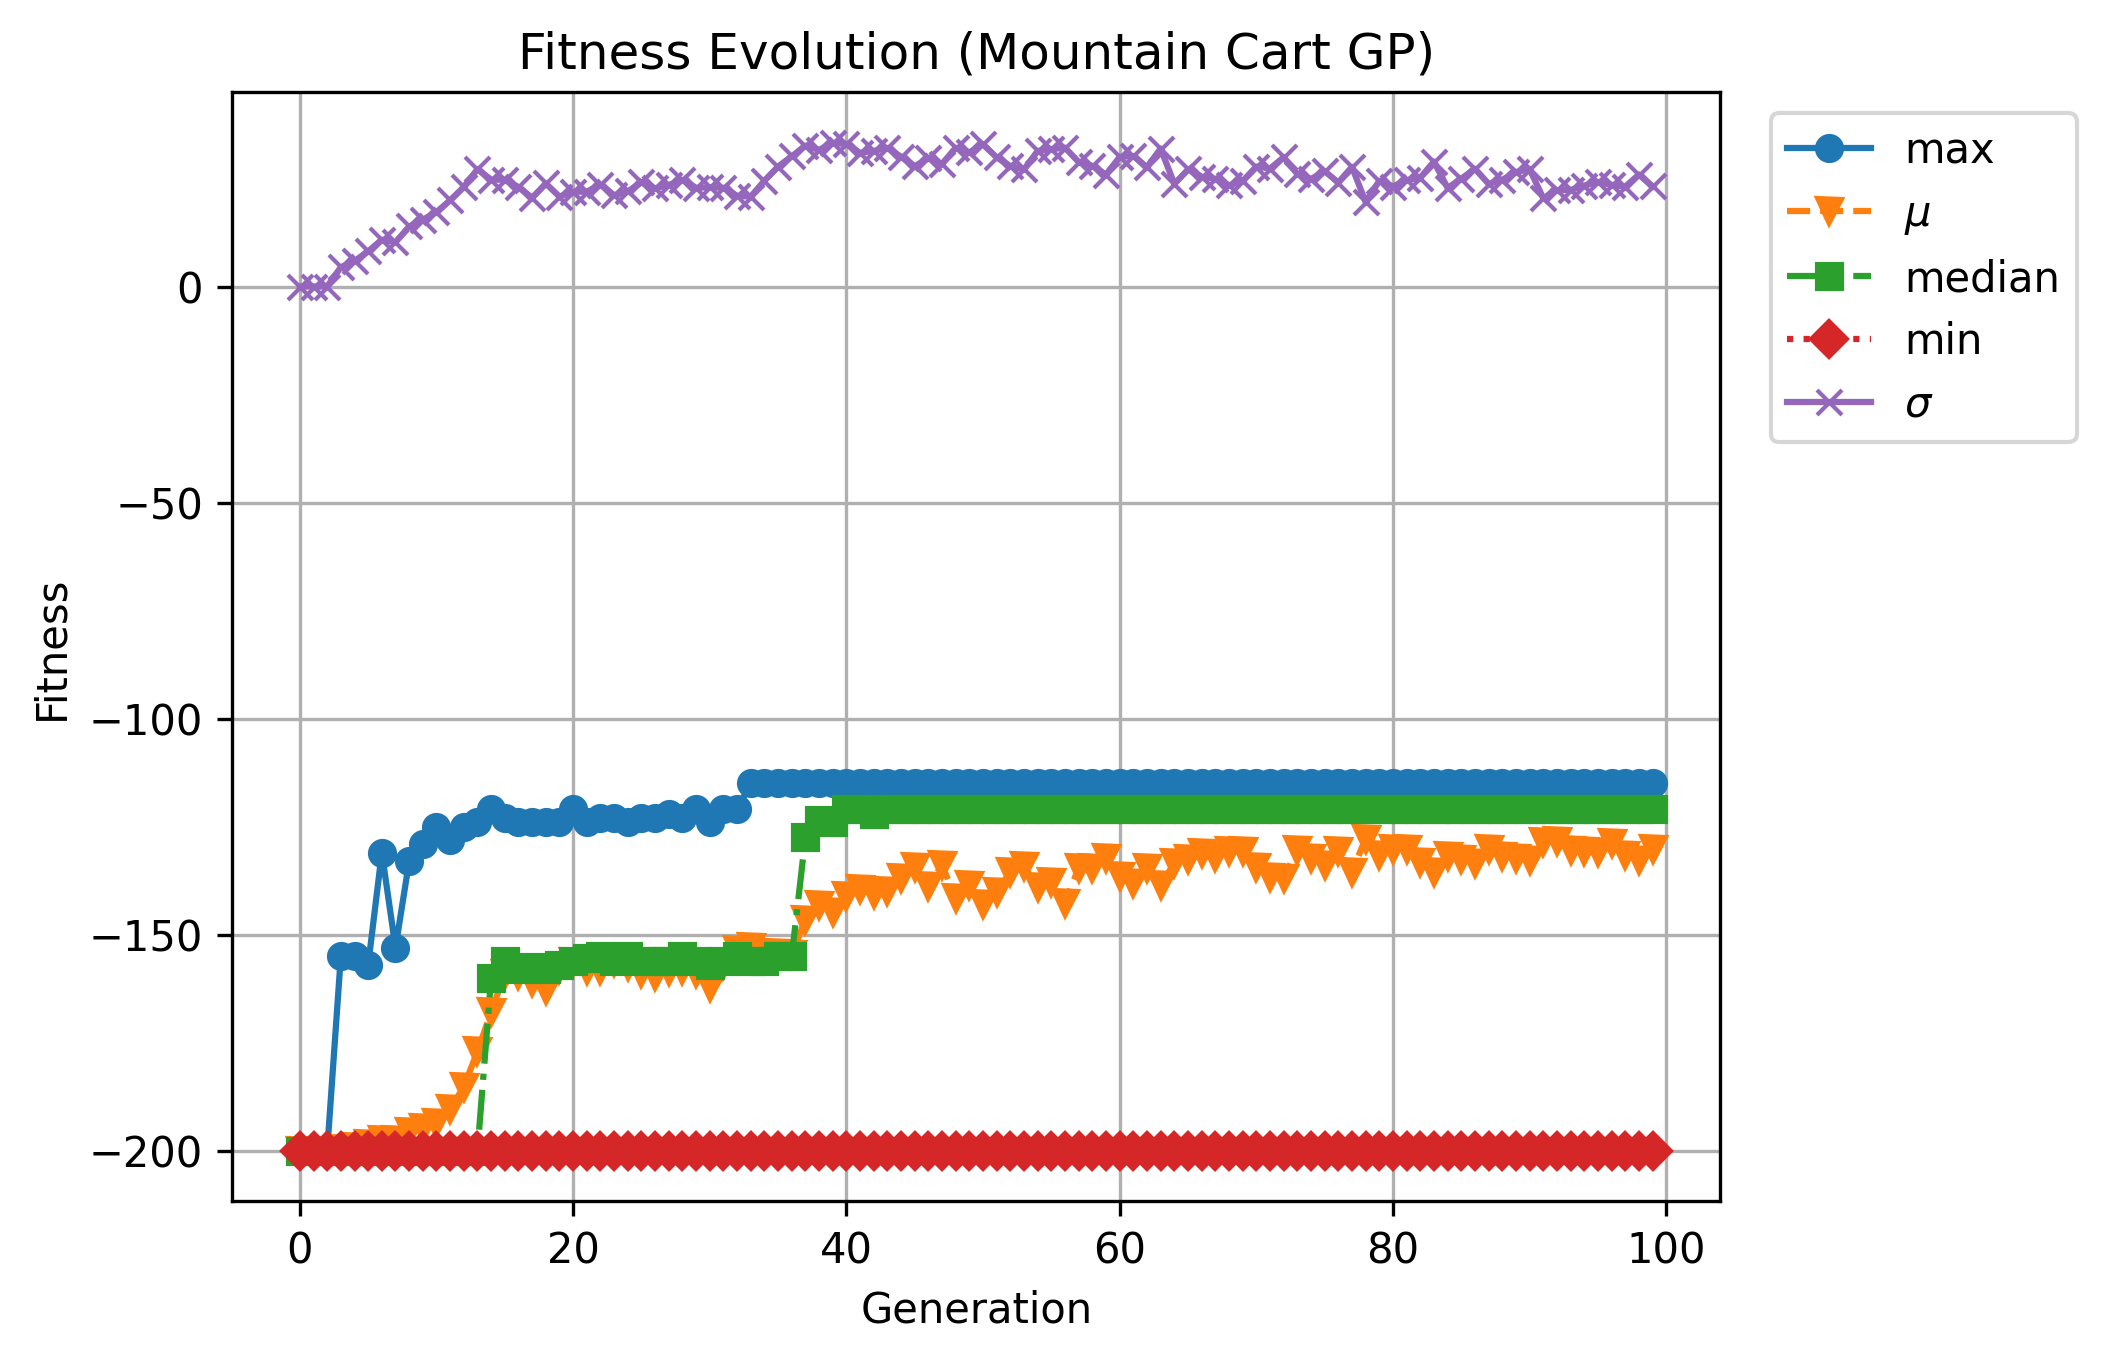 Fitness Evolution (Mountain Cart GP)
max
μ
median
min
σ
0
−50
−100
−150
−200
Fitness
0 20 40 60 80 100
Generation